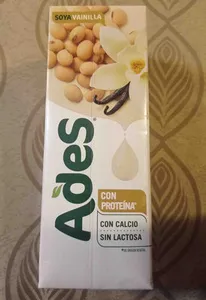 SOYA VAINILLA
AdeS
CON
PROTEÍNA*
CON CALCIO
SIN LACTOSA